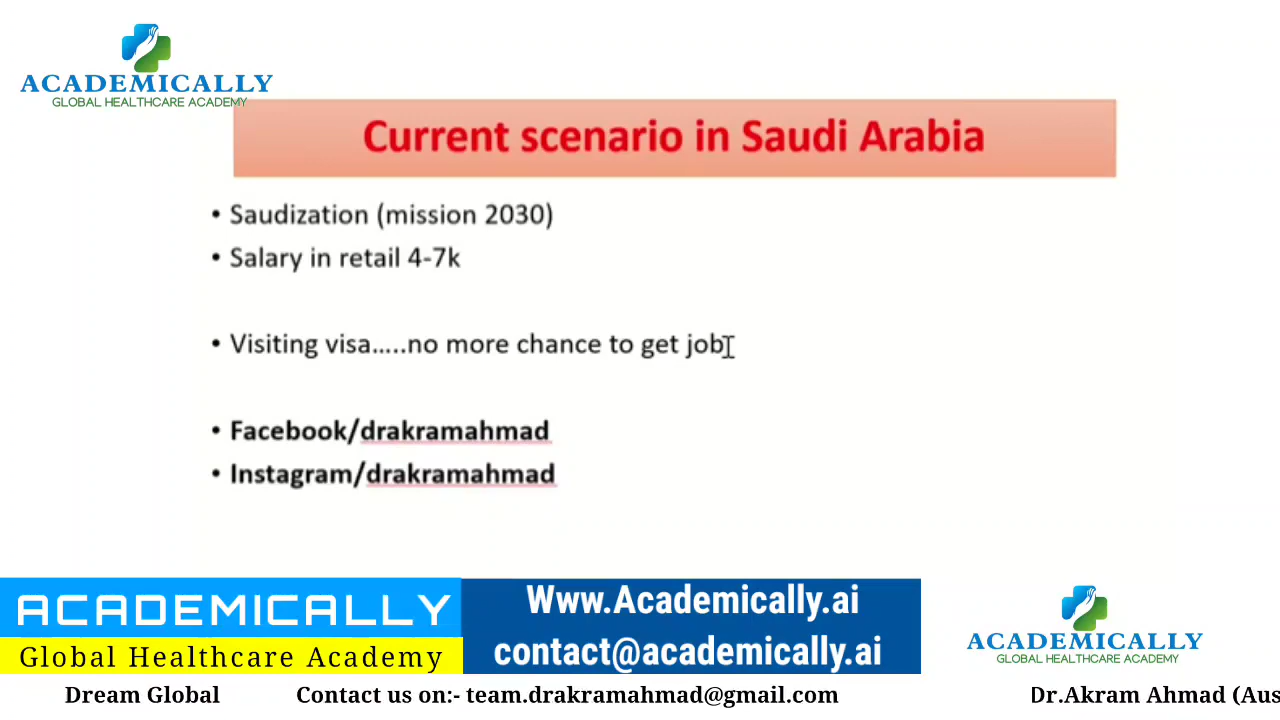 ACADEMICALLY
GLOBAL HEALTHCARE ACADEMY
Current scenario in Saudi Arabia
• Saudization (mission 2030)
• Salary in retail 4-7k
• Visiting visa…..no more chance to get job
• Facebook/drakramahmad
• Instagram/drakramahmad
ACADEMICALLY
Global Healthcare Academy
Www.Academically.ai
contact@academically.ai
ACADEMICALLY
GLOBAL HEALTHCARE ACADEMY
Dream Global Contact us on:- team.drakramahmad@gmail.com Dr.Akram Ahmad (Aus